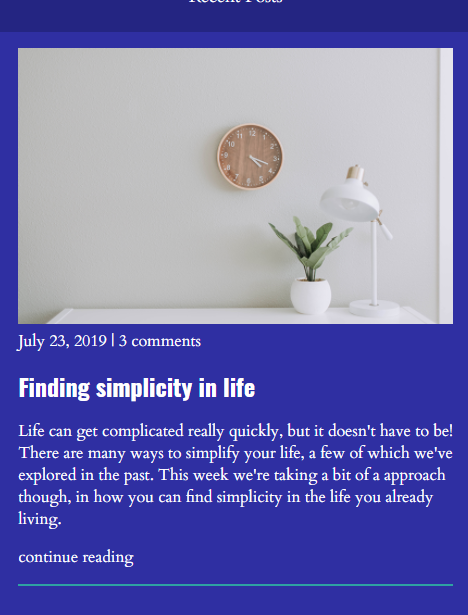 Recent Posts
July 23, 2019 | 3 comments
Finding simplicity in life
Life can get complicated really quickly, but it doesn't have to be!
There are many ways to simplify your life, a few of which we've
explored in the past. This week we're taking a bit of a approach
though, in how you can find simplicity in the life you already
living.
continue reading